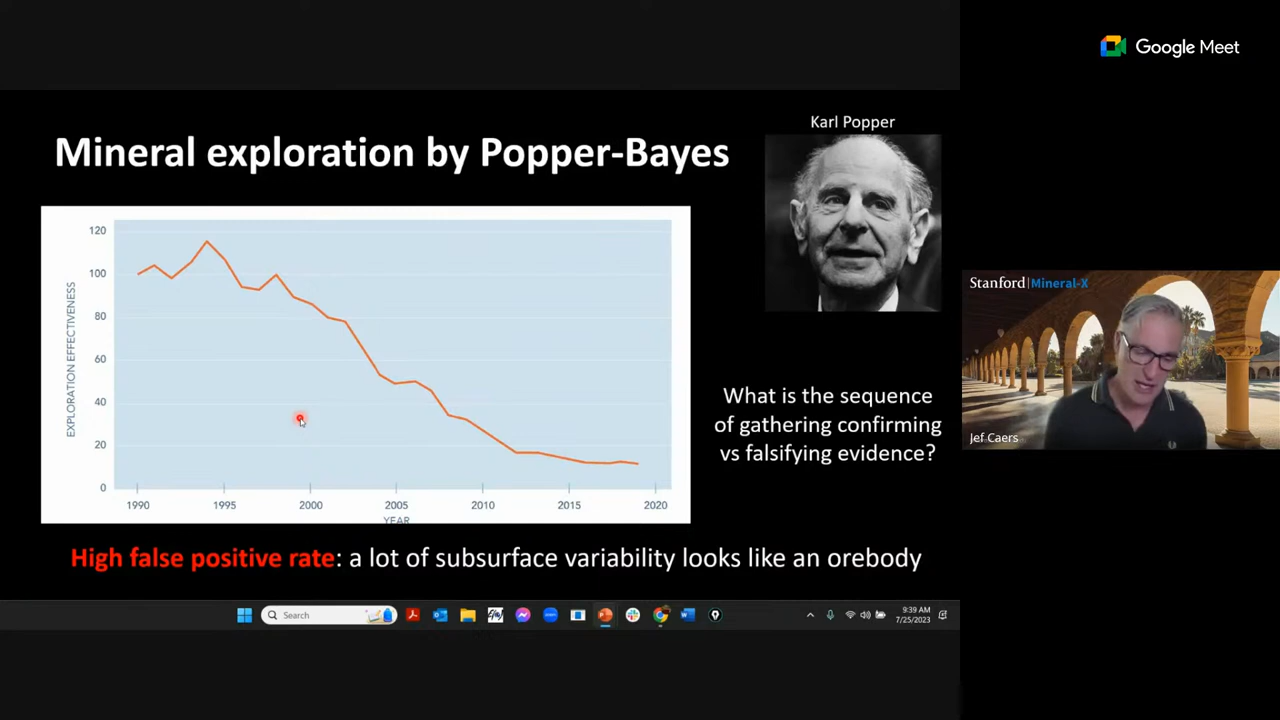 Google Meet
Karl Popper
Mineral exploration by Popper-Bayes
120
100
80
60
40
20
0
EXPLORATION EFFECTIVENESS
1990 1995 2000 2005 2010 2015 2020
YEAR
What is the sequence
of gathering confirming
vs falsifying evidence?
Stanford | Mineral-X
Jef Caers
High false positive rate: a lot of subsurface variability looks like an orebody
Search
9:39 AM
7/25/2023